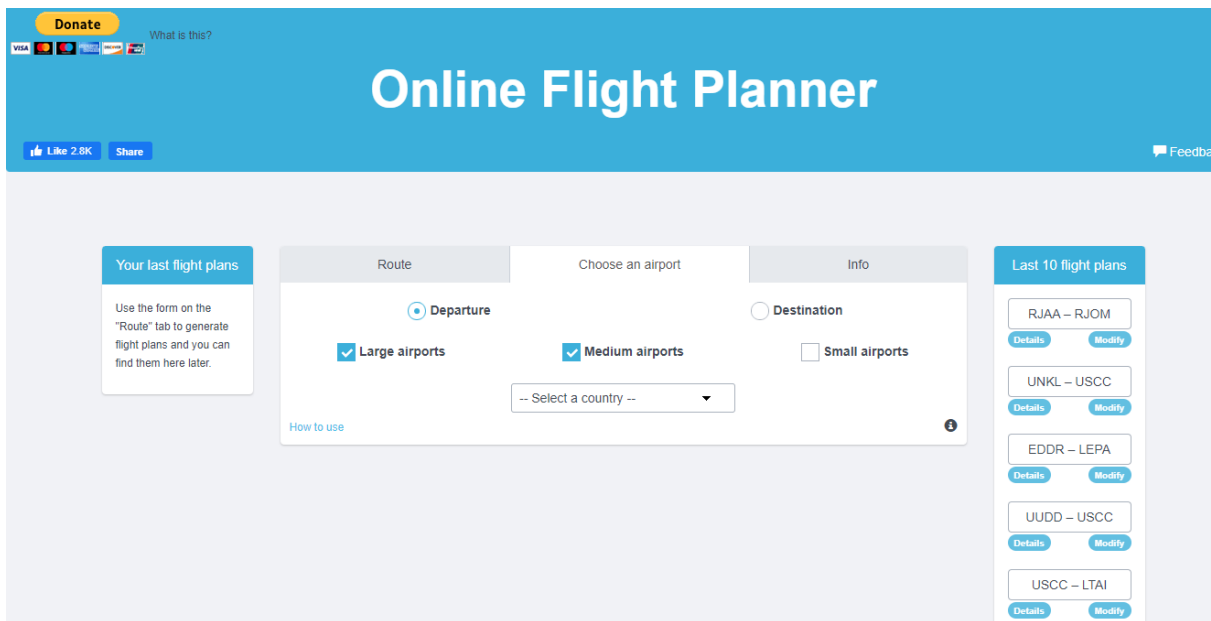 Donate
What is this?
VISA
Online Flight Planner
Like 2.8K
Share
Feedba
Your last flight plans
Use the form on the
"Route" tab to generate
flight plans and you can
find them here later.
Route
Choose an airport
Info
Departure
Destination
Large airports
Medium airports
Small airports
-- Select a country --
How to use
Last 10 flight plans
RJAA – RJOM
Details
Modify
UNKL – USCC
Details
Modify
EDDR – LEPA
Details
Modify
UUDD – USCC
Details
Modify
USCC – LTAI
Details
Modify